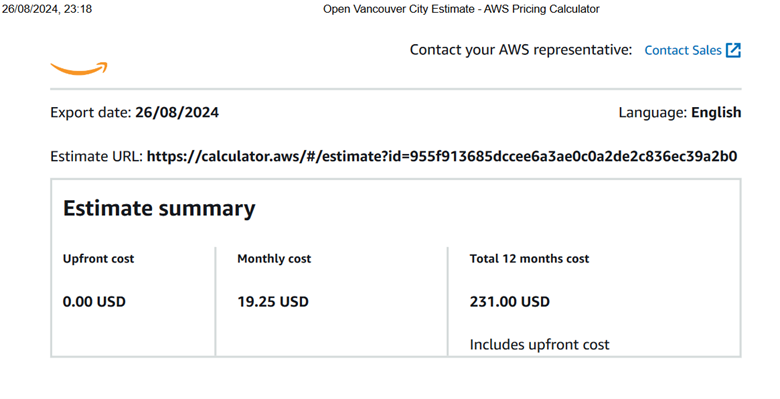 26/08/2024, 23:18 Open Vancouver City Estimate - AWS Pricing Calculator
Contact your AWS representative: Contact Sales
Export date: 26/08/2024 Language: English
Estimate URL: https://calculator.aws/#/estimate?id=955f913685dccee6a3ae0c0a2de2c836ec39a2b0
Estimate summary
Upfront cost Monthly cost Total 12 months cost
0.00 USD 19.25 USD 231.00 USD
Includes upfront cost